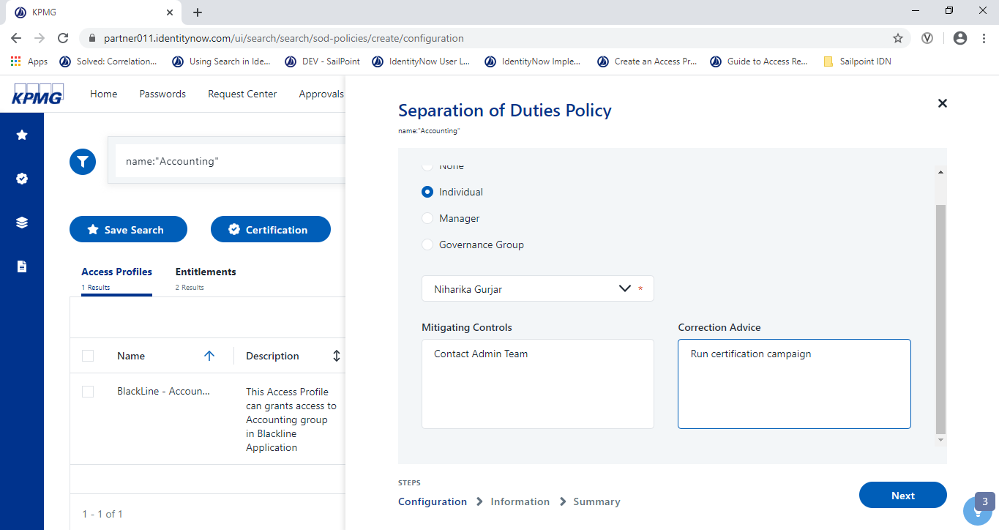 KPMG
partner011.identitynow.com/ui/search/search/sod-policies/create/configuration
Apps Solved: Correlation... Using Search in Ide... DEV - SailPoint IdentityNow User L... IdentityNow Imple... Create an Access Pr... Guide to Access Re... Sailpoint IDN
KPMG Home Passwords Request Center Approvals
name:"Accounting"
Save Search Certification
Access Profiles Entitlements
1 Results 2 Results
Name Description
BlackLine - Accoun... This Access Profile
can grants access to
Accounting group
in Blackline
Application
1 - 1 of 1
Separation of Duties Policy
name:"Accounting"
None
Individual
Manager
Governance Group
Niharika Gurjar *
Mitigating Controls Correction Advice
Contact Admin Team Run certification campaign
STEPS
Configuration Information Summary
Next
3